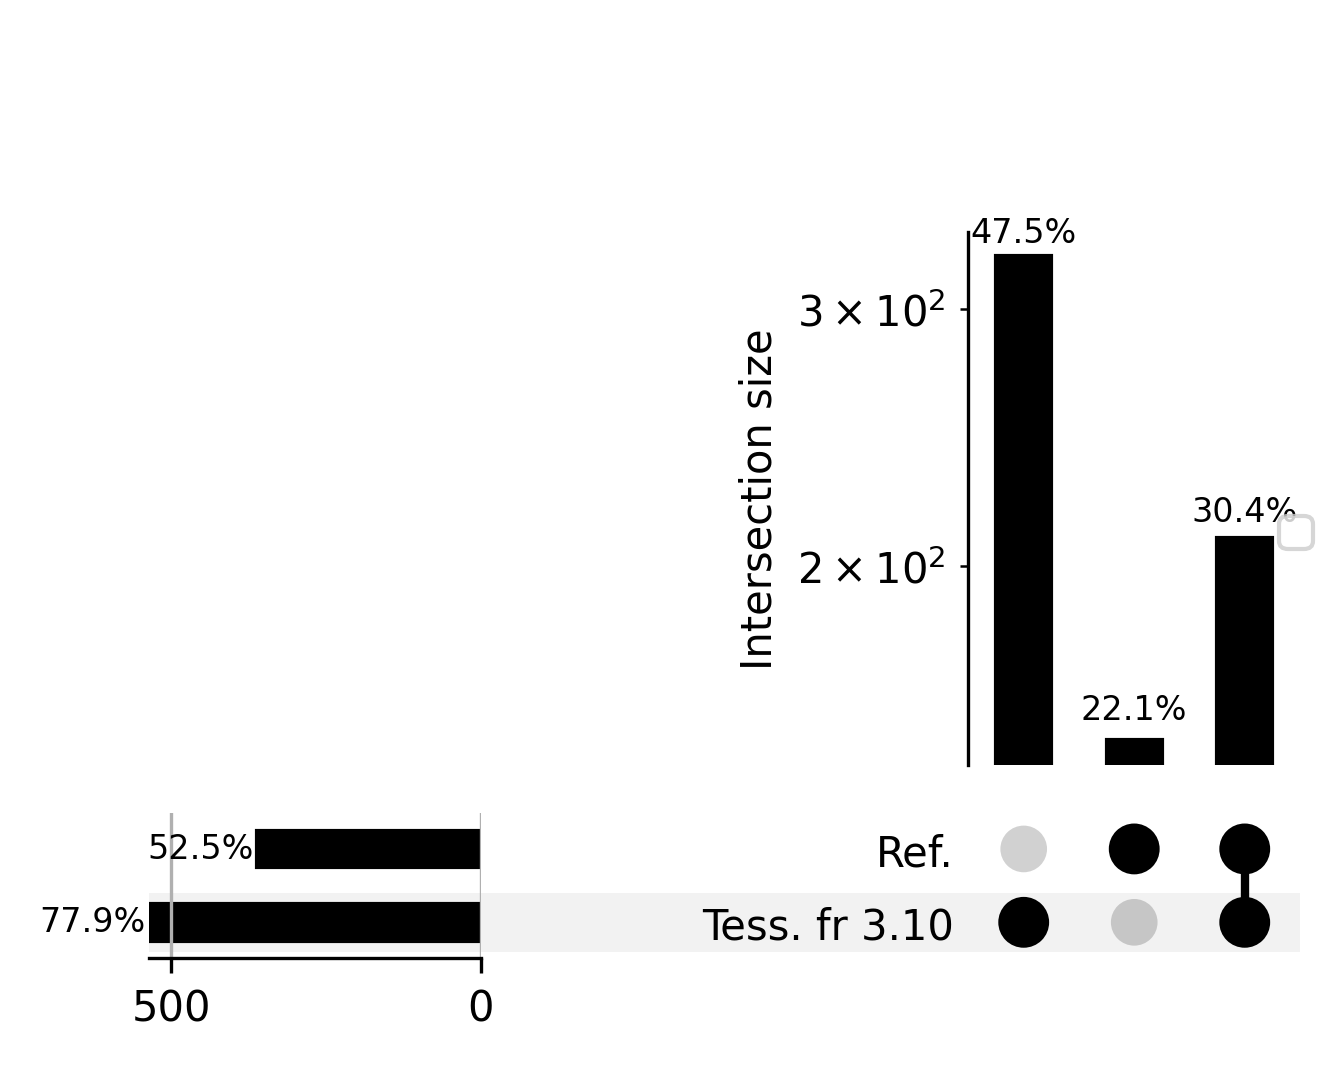 47.5%
3 × 10²
Intersection size
30.4%
2 × 10²
22.1%
52.5%
Ref.
77.9%
Tess. fr 3.10
500 0